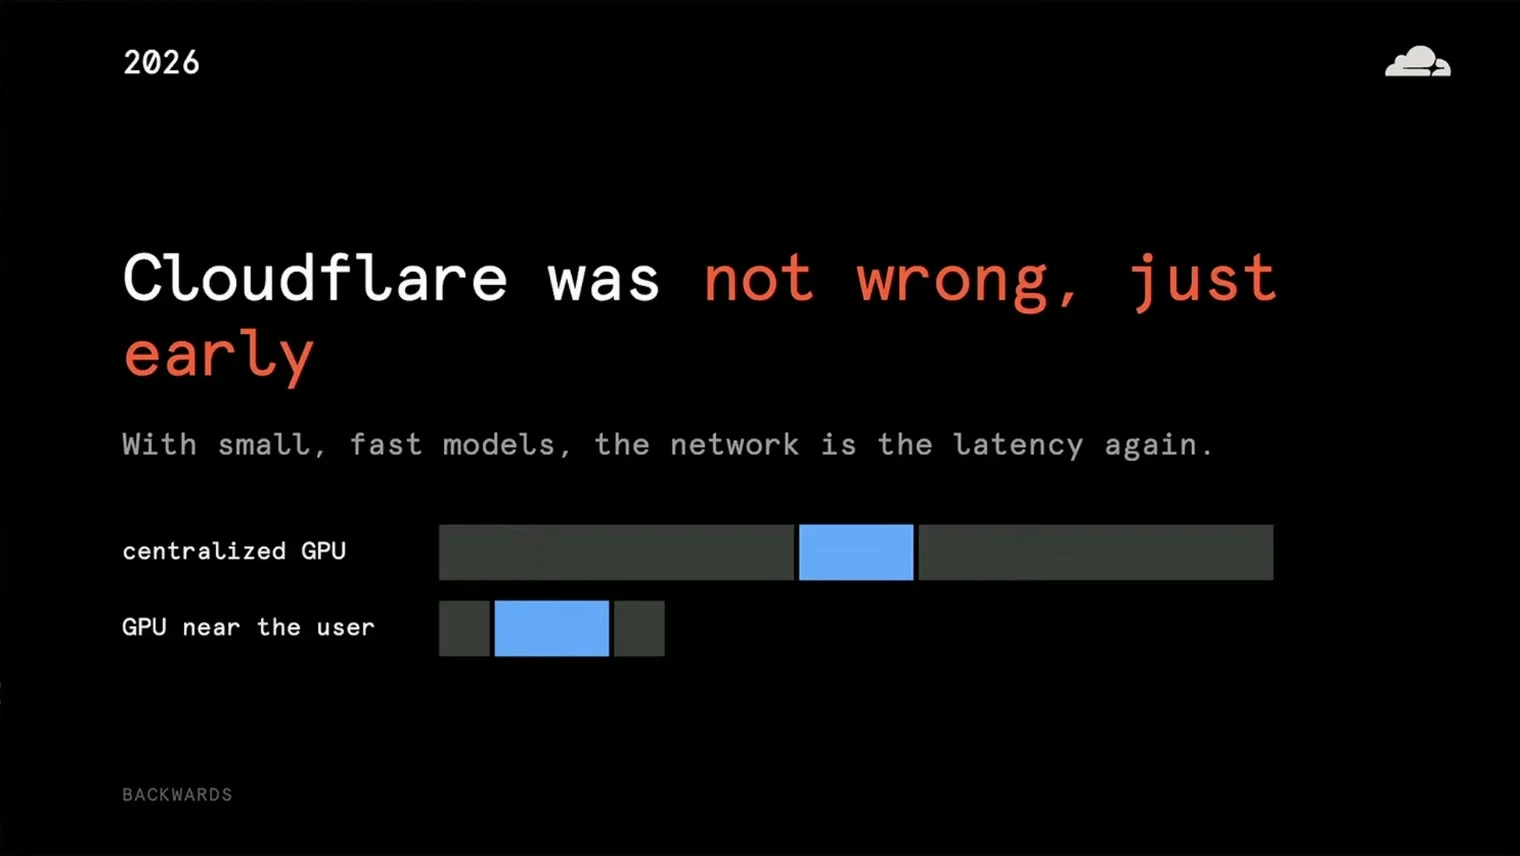 2026
Cloudflare was not wrong, just
early
With small, fast models, the network is the latency again.
centralized GPU
GPU near the user
BACKWARDS